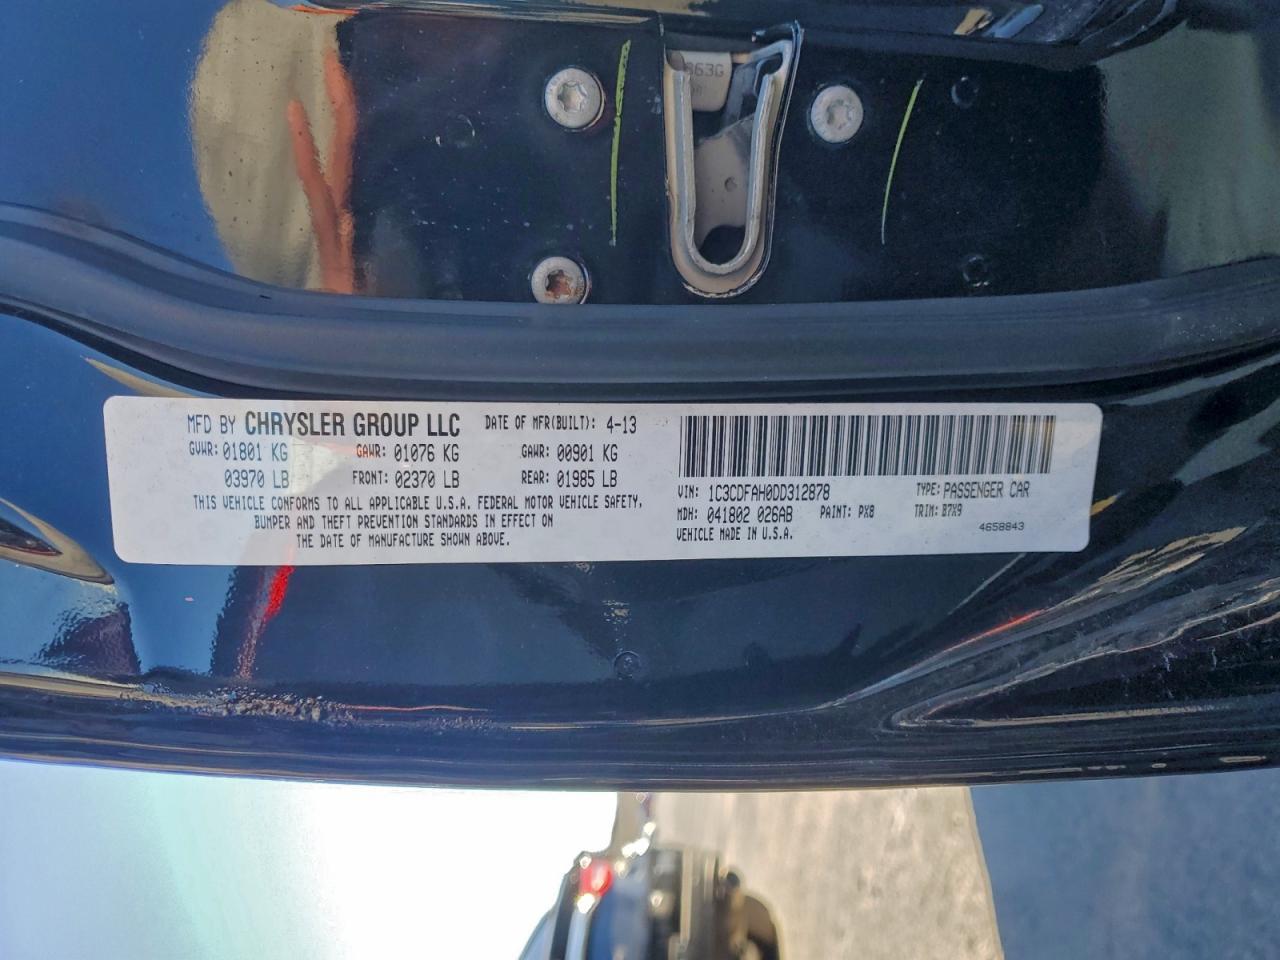 863G
MFD BY CHRYSLER GROUP LLC DATE OF MFR(BUILT): 4-13
GVWR: 01801 KG GAWR: 01076 KG GAWR: 00901 KG
03970 LB FRONT: 02370 LB REAR: 01985 LB
THIS VEHICLE CONFORMS TO ALL APPLICABLE U.S.A. FEDERAL MOTOR VEHICLE SAFETY,
BUMPER AND THEFT PREVENTION STANDARDS IN EFFECT ON
THE DATE OF MANUFACTURE SHOWN ABOVE.
VIN: 1C3CDFAH0DD312878 TYPE: PASSENGER CAR
MDH: 041802 026AB PAINT: PX8 TRIM: B7X9
VEHICLE MADE IN U.S.A. 4658843